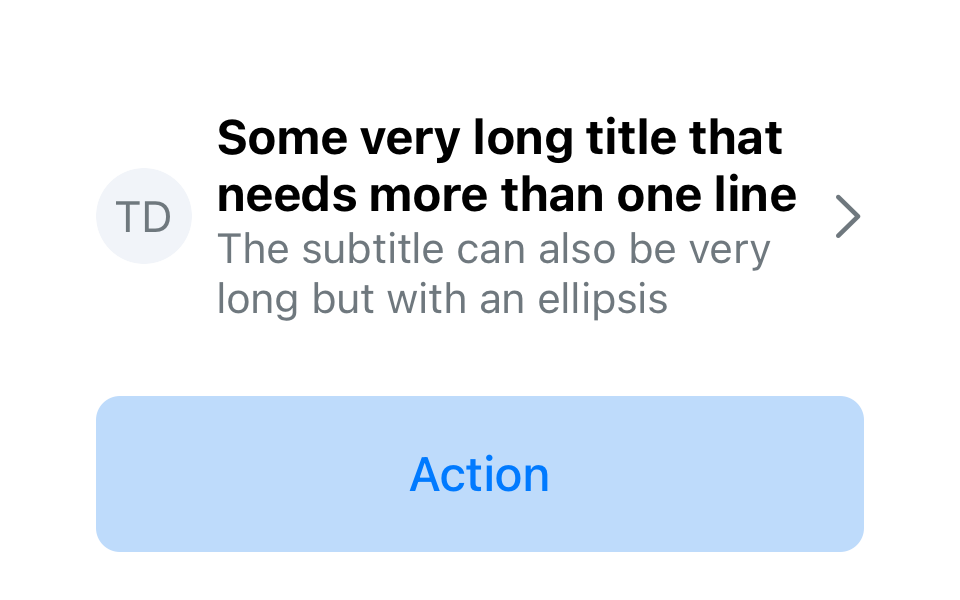 Some very long title that
needs more than one line
TD
The subtitle can also be very
long but with an ellipsis
Action